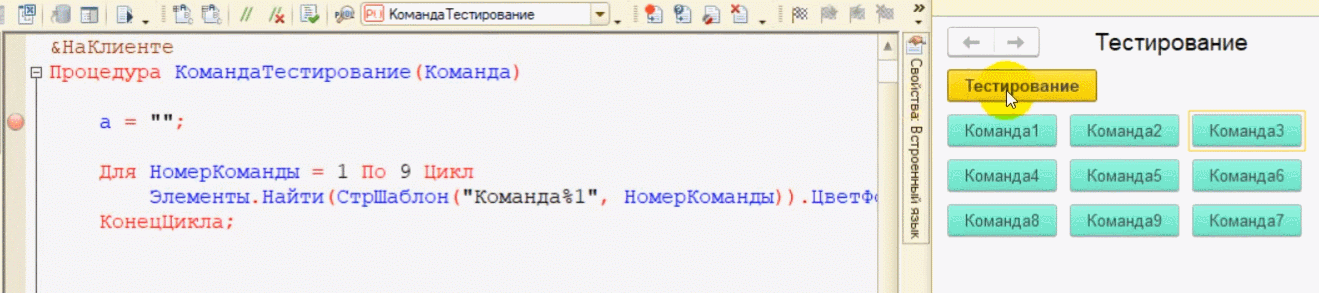 КомандаТестирование
&НаКлиенте
Процедура КомандаТестирование(Команда)
а = "";
Для НомерКоманды = 1 По 9 Цикл
Элементы.Найти(СтрШаблон("Команда%1", НомерКоманды)).ЦветФо
КонецЦикла;
Свойства: Встроенный язык
Тестирование
Тестирование
Команда1 Команда2 Команда3
Команда4 Команда5 Команда6
Команда8 Команда9 Команда7